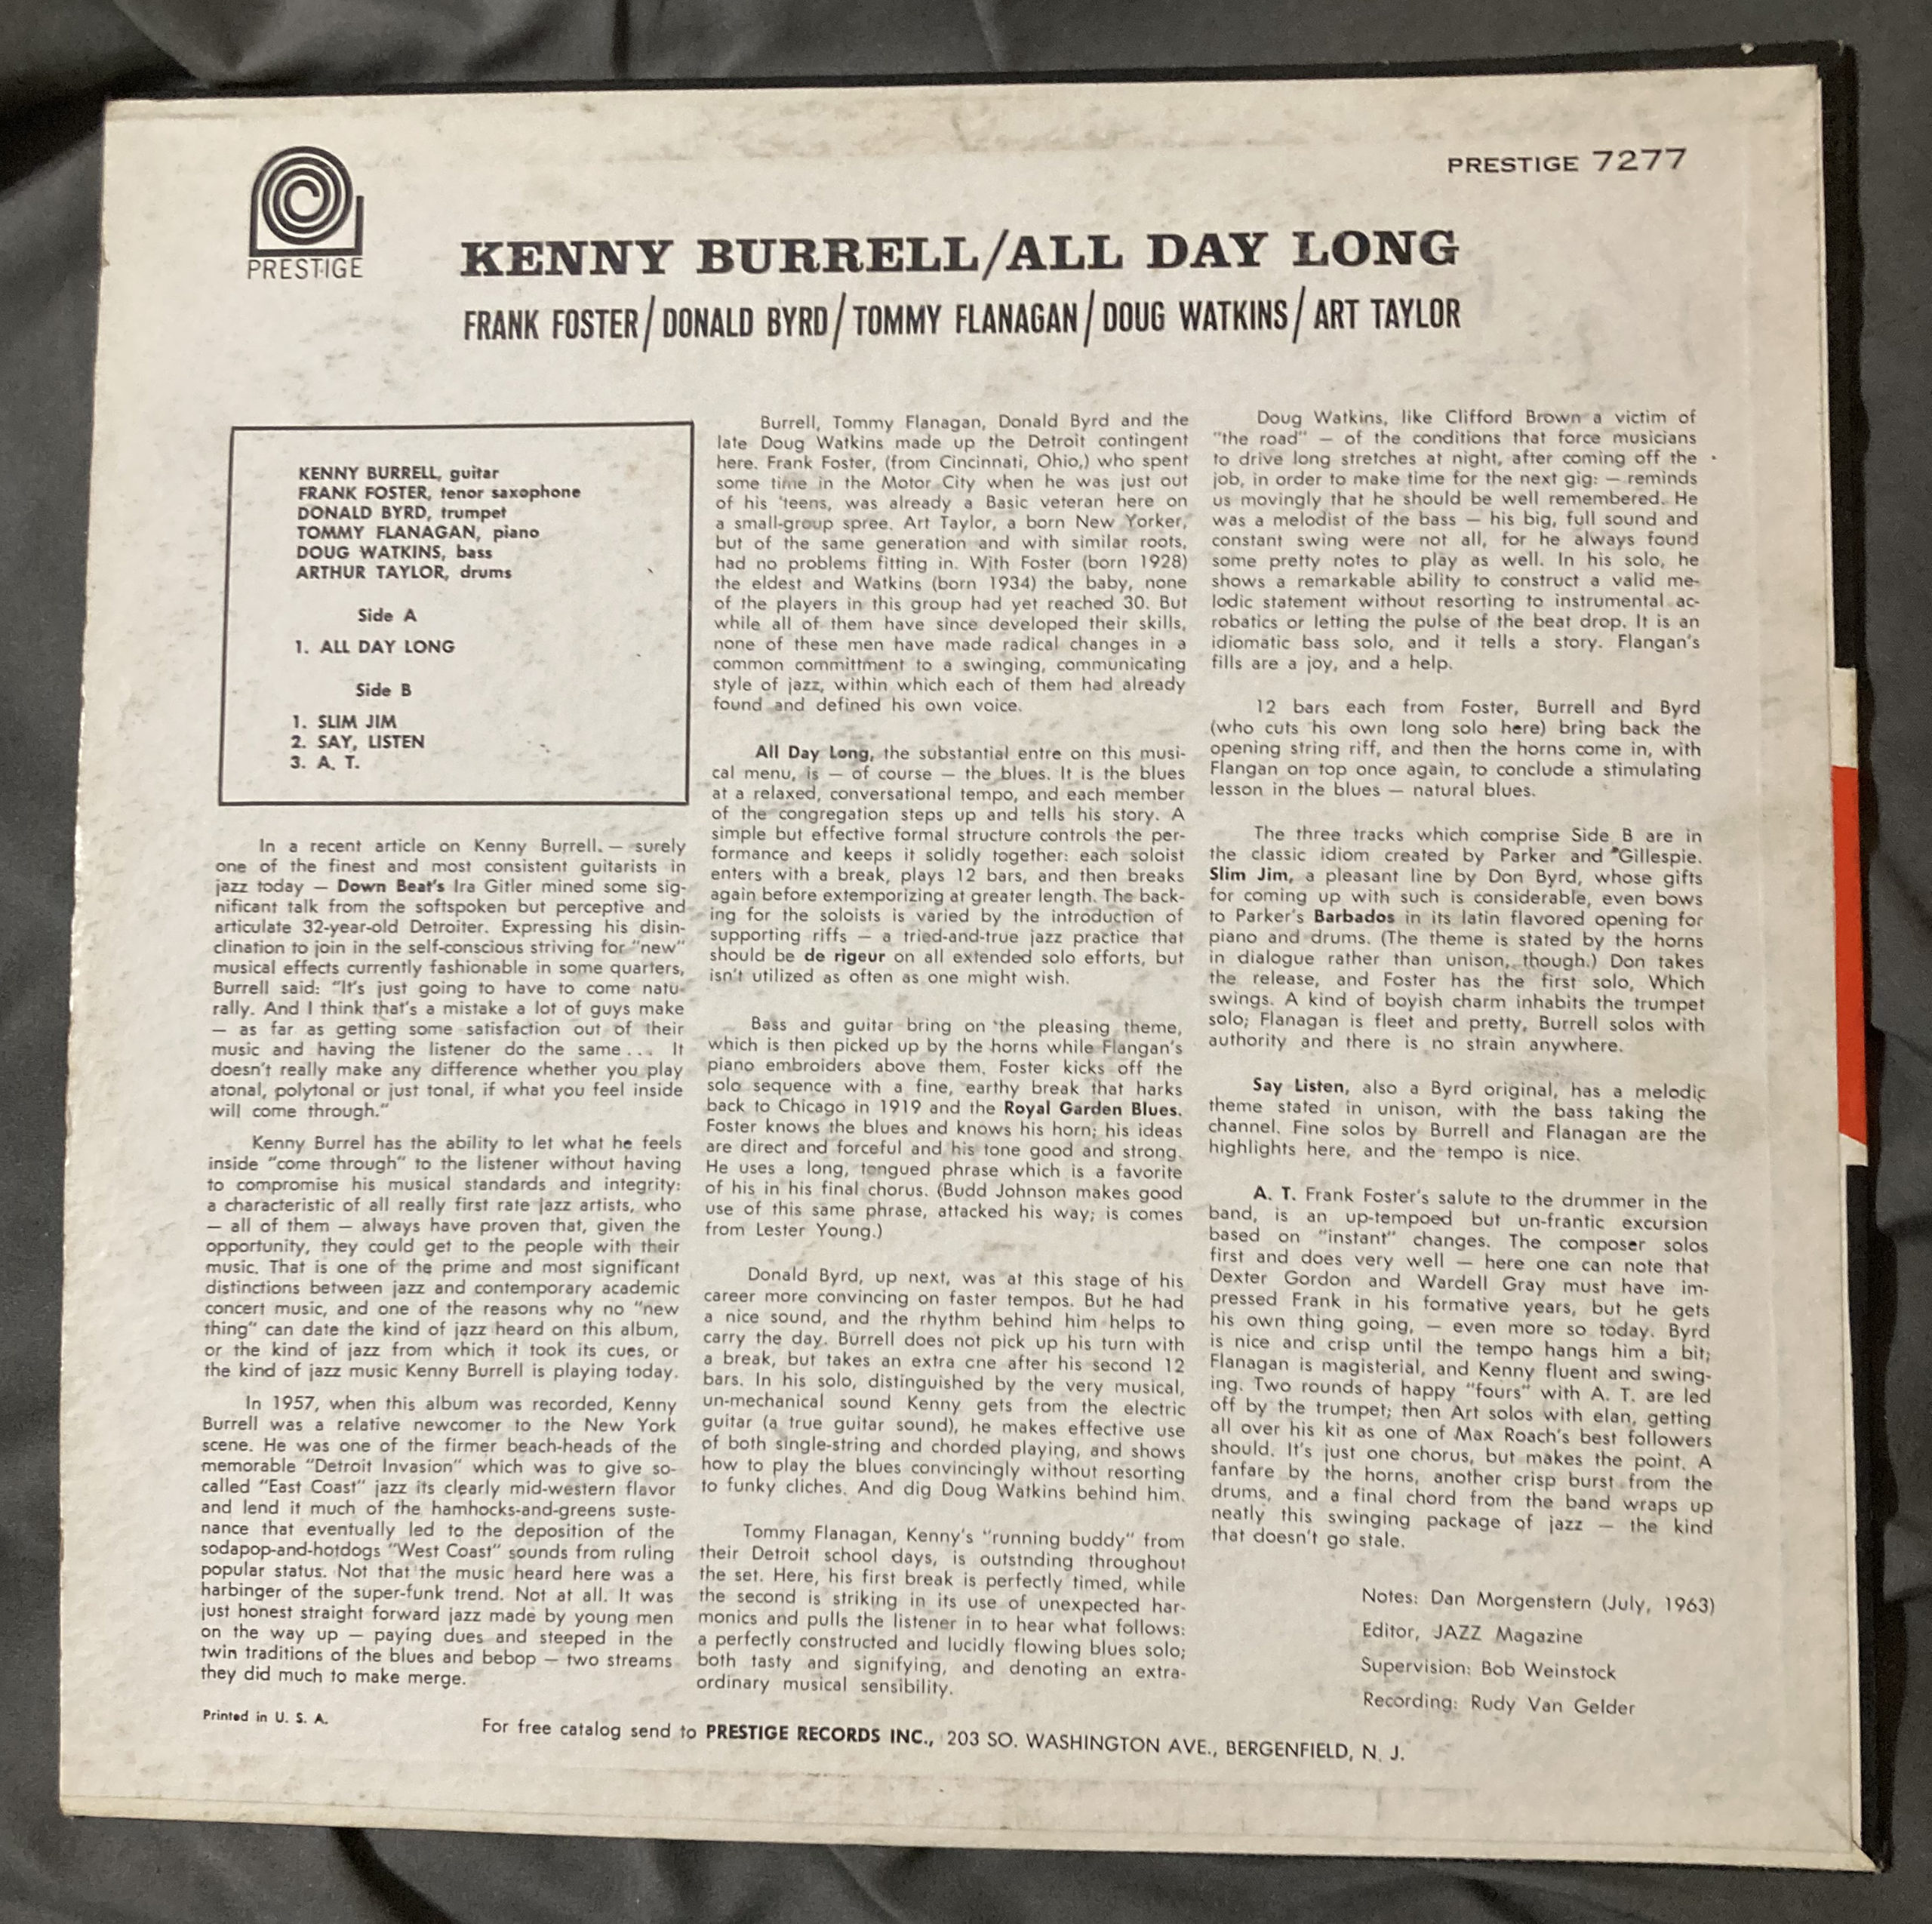 PRESTIGE
PRESTIGE 7277
KENNY BURRELL/ALL DAY LONG
FRANK FOSTER/DONALD BYRD/TOMMY FLANAGAN/DOUG WATKINS/ART TAYLOR
KENNY BURRELL, guitar
FRANK FOSTER, tenor saxophone
DONALD BYRD, trumpet
TOMMY FLANAGAN, piano
DOUG WATKINS, bass
ARTHUR TAYLOR, drums
Side A
1. ALL DAY LONG
Side B
1. SLIM JIM
2. SAY, LISTEN
3. A. T.
In a recent article on Kenny Burrell. — surely
one of the finest and most consistent guitarists in
jazz today — Down Beat's Ira Gitler mined some sig-
nificant talk from the softspoken but perceptive and
articulate 32-year-old Detroiter. Expressing his disin-
clination to join in the self-conscious striving for "new"
musical effects currently fashionable in some quarters,
Burrell said: "It's just going to have to come natu-
rally. And I think that's a mistake a lot of guys make
— as far as getting some satisfaction out of their
music and having the listener do the same ... It
doesn't really make any difference whether you play
atonal, polytonal or just tonal, if what you feel inside
will come through."
Kenny Burrel has the ability to let what he feels
inside "come through" to the listener without having
to compromise his musical standards and integrity:
a characteristic of all really first rate jazz artists, who
— all of them — always have proven that, given the
opportunity, they could get to the people with their
music. That is one of the prime and most significant
distinctions between jazz and contemporary academic
concert music, and one of the reasons why no "new
thing" can date the kind of jazz heard on this album,
or the kind of jazz from which it took its cues, or
the kind of jazz music Kenny Burrell is playing today.
In 1957, when this album was recorded, Kenny
Burrell was a relative newcomer to the New York
scene. He was one of the firmer beach-heads of the
memorable "Detroit Invasion" which was to give so-
called "East Coast" jazz its clearly mid-western flavor
and lend it much of the hamhocks-and-greens suste-
nance that eventually led to the deposition of the
sodapop-and-hotdogs "West Coast" sounds from ruling
popular status. Not that the music heard here was a
harbinger of the super-funk trend. Not at all. It was
just honest straight forward jazz made by young men
on the way up — paying dues and steeped in the
twin traditions of the blues and bebop — two streams
they did much to make merge.
Burrell, Tommy Flanagan, Donald Byrd and the
late Doug Watkins made up the Detroit contingent
here. Frank Foster, (from Cincinnati, Ohio,) who spent
some time in the Motor City when he was just out
of his 'teens, was already a Basic veteran here on
a small-group spree. Art Taylor, a born New Yorker,
but of the same generation and with similar roots,
had no problems fitting in. With Foster (born 1928)
the eldest and Watkins (born 1934) the baby, none
of the players in this group had yet reached 30. But
while all of them have since developed their skills,
none of these men have made radical changes in a
common committment to a swinging, communicating
style of jazz, within which each of them had already
found and defined his own voice.
All Day Long, the substantial entre on this musi-
cal menu, is — of course — the blues. It is the blues
at a relaxed, conversational tempo, and each member
of the congregation steps up and tells his story. A
simple but effective formal structure controls the per-
formance and keeps it solidly together: each soloist
enters with a break, plays 12 bars, and then breaks
again before extemporizing at greater length. The back-
ing for the soloists is varied by the introduction of
supporting riffs — a tried-and-true jazz practice that
should be de rigeur on all extended solo efforts, but
isn't utilized as often as one might wish.
Bass and guitar bring on the pleasing theme,
which is then picked up by the horns while Flangan's
piano embroiders above them. Foster kicks off the
solo sequence with a fine, earthy break that harks
back to Chicago in 1919 and the Royal Garden Blues.
Foster knows the blues and knows his horn; his ideas
are direct and forceful and his tone good and strong.
He uses a long, tongued phrase which is a favorite
of his in his final chorus. (Budd Johnson makes good
use of this same phrase, attacked his way; is comes
from Lester Young.)
Donald Byrd, up next, was at this stage of his
career more convincing on faster tempos. But he had
a nice sound, and the rhythm behind him helps to
carry the day. Burrell does not pick up his turn with
a break, but takes an extra one after his second 12
bars. In his solo, distinguished by the very musical,
un-mechanical sound Kenny gets from the electric
guitar (a true guitar sound), he makes effective use
of both single-string and chorded playing, and shows
how to play the blues convincingly without resorting
to funky cliches. And dig Doug Watkins behind him.
Tommy Flanagan, Kenny's "running buddy" from
their Detroit school days, is outstnding throughout
the set. Here, his first break is perfectly timed, while
the second is striking in its use of unexpected har-
monics and pulls the listener in to hear what follows:
a perfectly constructed and lucidly flowing blues solo;
both tasty and signifying, and denoting an extra-
ordinary musical sensibility.
Doug Watkins, like Clifford Brown a victim of
"the road" — of the conditions that force musicians
to drive long stretches at night, after coming off the
job, in order to make time for the next gig: — reminds
us movingly that he should be well remembered. He
was a melodist of the bass — his big, full sound and
constant swing were not all, for he always found
some pretty notes to play as well. In his solo, he
shows a remarkable ability to construct a valid me-
lodic statement without resorting to instrumental ac-
robatics or letting the pulse of the beat drop. It is an
idiomatic bass solo, and it tells a story. Flangan's
fills are a joy, and a help.
12 bars each from Foster, Burrell and Byrd
(who cuts his own long solo here) bring back the
opening string riff, and then the horns come in, with
Flangan on top once again, to conclude a stimulating
lesson in the blues — natural blues.
The three tracks which comprise Side B are in
the classic idiom created by Parker and Gillespie.
Slim Jim, a pleasant line by Don Byrd, whose gifts
for coming up with such is considerable, even bows
to Parker's Barbados in its latin flavored opening for
piano and drums. (The theme is stated by the horns
in dialogue rather than unison, though.) Don takes
the release, and Foster has the first solo, Which
swings. A kind of boyish charm inhabits the trumpet
solo; Flanagan is fleet and pretty, Burrell solos with
authority and there is no strain anywhere.
Say Listen, also a Byrd original, has a melodic
theme stated in unison, with the bass taking the
channel. Fine solos by Burrell and Flanagan are the
highlights here, and the tempo is nice.
A. T. Frank Foster's salute to the drummer in the
band, is an up-tempoed but un-frantic excursion
based on "instant" changes. The composer solos
first and does very well — here one can note that
Dexter Gordon and Wardell Gray must have im-
pressed Frank in his formative years, but he gets
his own thing going, — even more so today. Byrd
is nice and crisp until the tempo hangs him a bit;
Flanagan is magisterial, and Kenny fluent and swing-
ing. Two rounds of happy "fours" with A. T. are led
off by the trumpet; then Art solos with elan, getting
all over his kit as one of Max Roach's best followers
should. It's just one chorus, but makes the point. A
fanfare by the horns, another crisp burst from the
drums, and a final chord from the band wraps up
neatly this swinging package of jazz — the kind
that doesn't go stale.
Notes: Dan Morgenstern (July, 1963)
Editor, JAZZ Magazine
Supervision: Bob Weinstock
Recording: Rudy Van Gelder
Printed in U. S. A.
For free catalog send to PRESTIGE RECORDS INC., 203 SO. WASHINGTON AVE., BERGENFIELD, N. J.